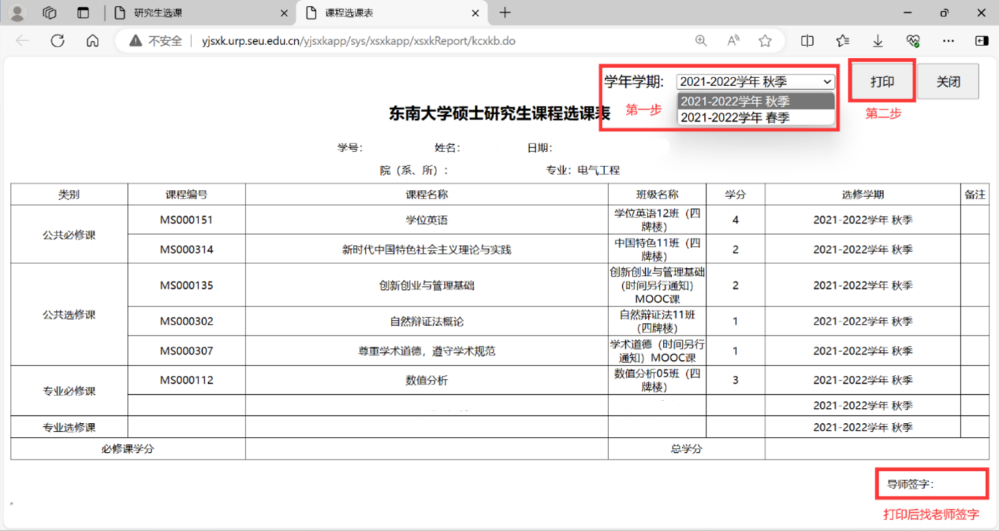 研究生选课
课程选课表
不安全
yjsxk.urp.seu.edu.cn/yjsxkapp/sys/xsxkapp/xsxkReport/kcxkb.do
学年学期: 2021-2022学年 秋季
打印
关闭
第一步
2021-2022学年 秋季
2021-2022学年 春季
第二步
东南大学硕士研究生课程选课表
学号: 姓名: 日期:
院（系、所）: 专业: 电气工程
类别 课程编号 课程名称 班级名称 学分 选修学期 备注
公共必修课
MS000151 学位英语 学位英语12班（四
牌楼） 4 2021-2022学年 秋季
MS000314 新时代中国特色社会主义理论与实践 中国特色11班（四
牌楼） 2 2021-2022学年 秋季
公共选修课
MS000135 创新创业与管理基础 创新创业与管理基础
（时间另行通知）
MOOC课 2 2021-2022学年 秋季
MS000302 自然辩证法概论 自然辩证法11班
（四牌楼） 1 2021-2022学年 秋季
MS000307 尊重学术道德，遵守学术规范 学术道德（时间另行
通知）MOOC课 1 2021-2022学年 秋季
专业必修课
MS000112 数值分析 数值分析05班（四
牌楼） 3 2021-2022学年 秋季
2021-2022学年 秋季
专业选修课 2021-2022学年 秋季
必修课学分 总学分
导师签字:
打印后找老师签字